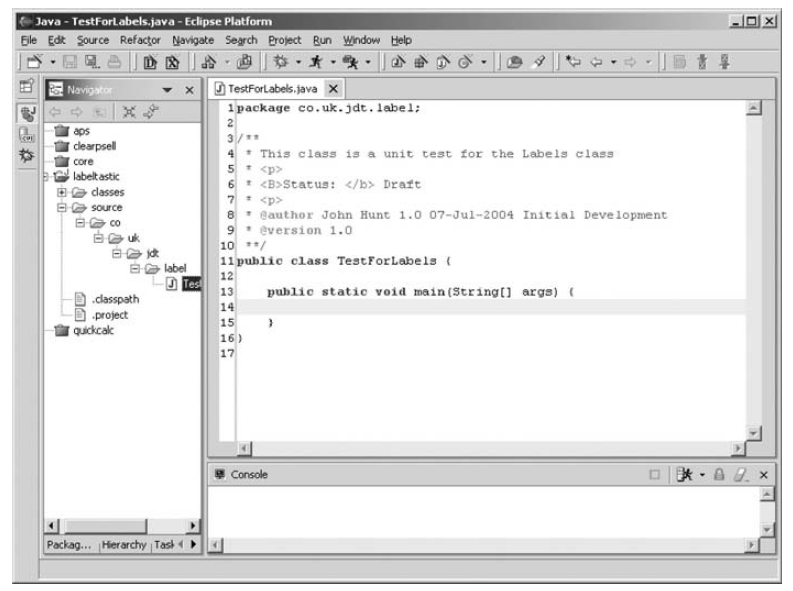 Java - TestForLabels.java - Eclipse Platform
File Edit Source Refactor Navigate Search Project Run Window Help
Navigator
aps
clearpsell
core
labeltastic
classes
source
co
uk
jdt
label
J Tes
.classpath
.project
quickcalc
Packag... Hierarchy Task
J TestForLabels.java X
1 package co.uk.jdt.label;
2
3 /**
4 * This class is a unit test for the Labels class
5 * <p>
6 * <B>Status: </b> Draft
7 * <p>
8 * @author John Hunt 1.0 07-Jul-2004 Initial Development
9 * @version 1.0
10 **/
11 public class TestForLabels {
12
13 public static void main(String[] args) {
14
15 }
16 }
17
Console